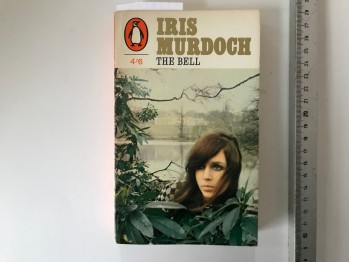 IRIS
MURDOCH
4/6
THE BELL